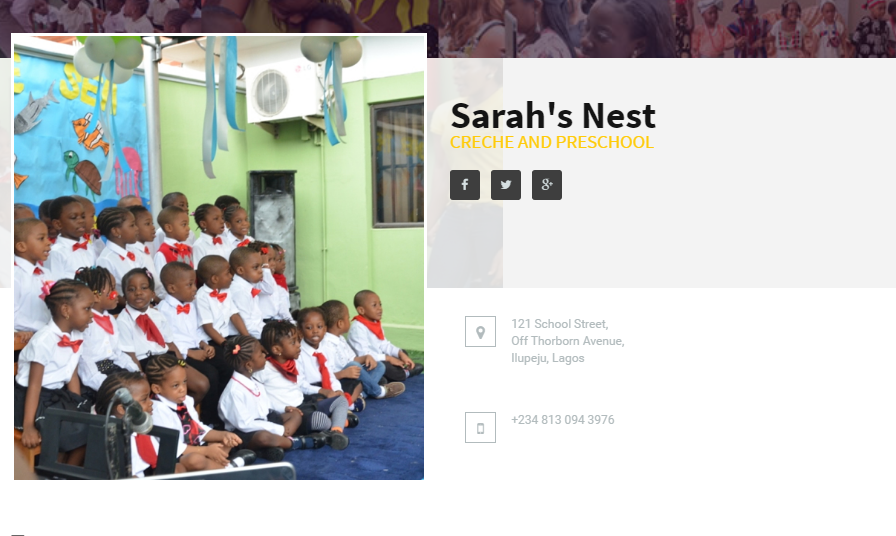 Sarah's Nest
CRECHE AND PRESCHOOL
121 School Street,
Off Thorborn Avenue,
Ilupeju, Lagos
+234 813 094 3976